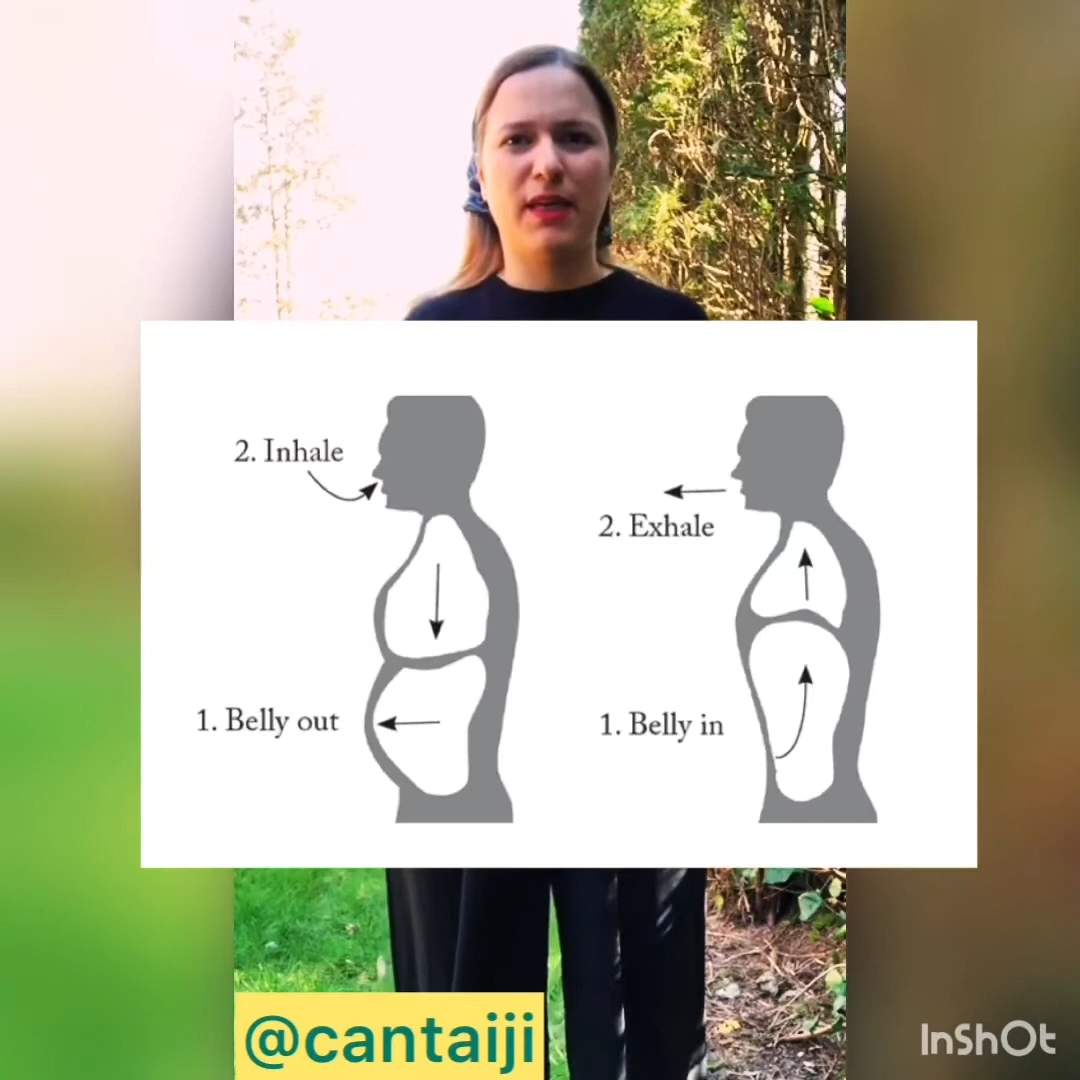 2. Inhale
2. Exhale
1. Belly out
1. Belly in
@cantaiji
InShOt